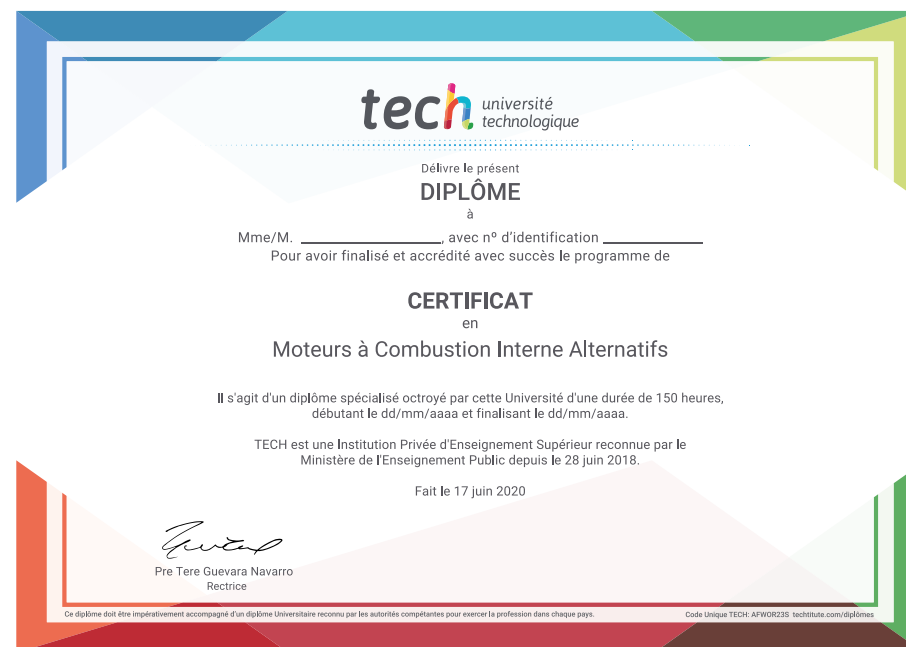 tech université
technologique
Délivre le présent
DIPLÔME
à
Mme/M. ____________________, avec nº d'identification ______________
Pour avoir finalisé et accrédité avec succès le programme de
CERTIFICAT
en
Moteurs à Combustion Interne Alternatifs
Il s'agit d'un diplôme spécialisé octroyé par cette Université d'une durée de 150 heures,
débutant le dd/mm/aaaa et finalisant le dd/mm/aaaa.
TECH est une Institution Privée d'Enseignement Supérieur reconnue par le
Ministère de l'Enseignement Public depuis le 28 juin 2018.
Fait le 17 juin 2020
Pre Tere Guevara Navarro
Rectrice
Ce diplôme doit être impérativement accompagné d'un diplôme Universitaire reconnu par les autorités compétantes pour exercer la profession dans chaque pays.
Code Unique TECH: AFWOR23S techtitute.com/diplômes